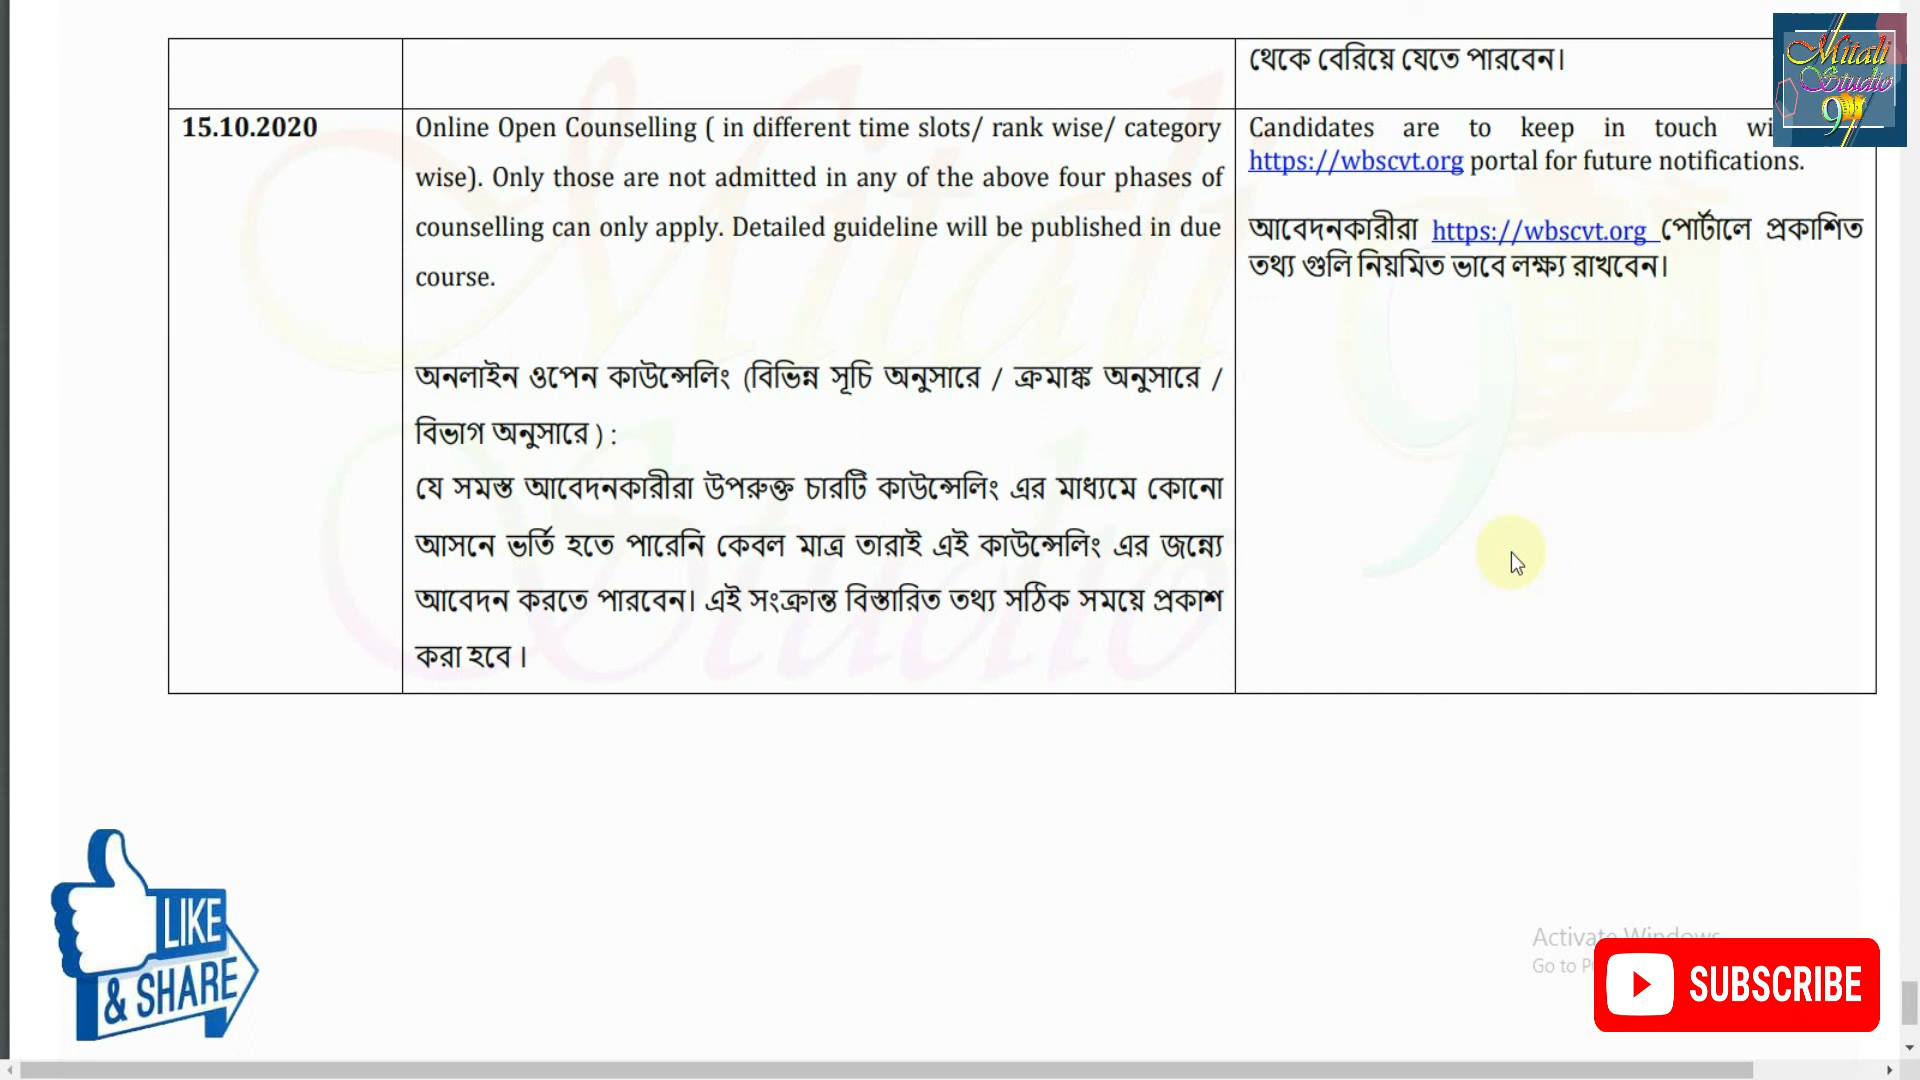 থেকে বেরিয়ে যেতে পারবেন।
Mitali
Studio
9
15.10.2020
Online Open Counselling ( in different time slots/ rank wise/ category
wise). Only those are not admitted in any of the above four phases of
counselling can only apply. Detailed guideline will be published in due
course.
অনলাইন ওপেন কাউন্সেলিং (বিভিন্ন সূচি অনুসারে / ক্রমাঙ্ক অনুসারে /
বিভাগ অনুসারে ) :
যে সমস্ত আবেদনকারীরা উপরুক্ত চারটি কাউন্সেলিং এর মাধ্যমে কোনো
আসনে ভর্তি হতে পারেনি কেবল মাত্র তারাই এই কাউন্সেলিং এর জন্ন্যে
আবেদন করতে পারবেন। এই সংক্রান্ত বিস্তারিত তথ্য সঠিক সময়ে প্রকাশ
করা হবে ।
Candidates are to keep in touch
https://wbscvt.org portal for future notifications.
আবেদনকারীরা https://wbscvt.org পোর্টালে প্রকাশিত
তথ্য গুলি নিয়মিত ভাবে লক্ষ্য রাখবেন।
Mitali
Studio
9
LIKE
& SHARE
Activate Windows
Go to
SUBSCRIBE